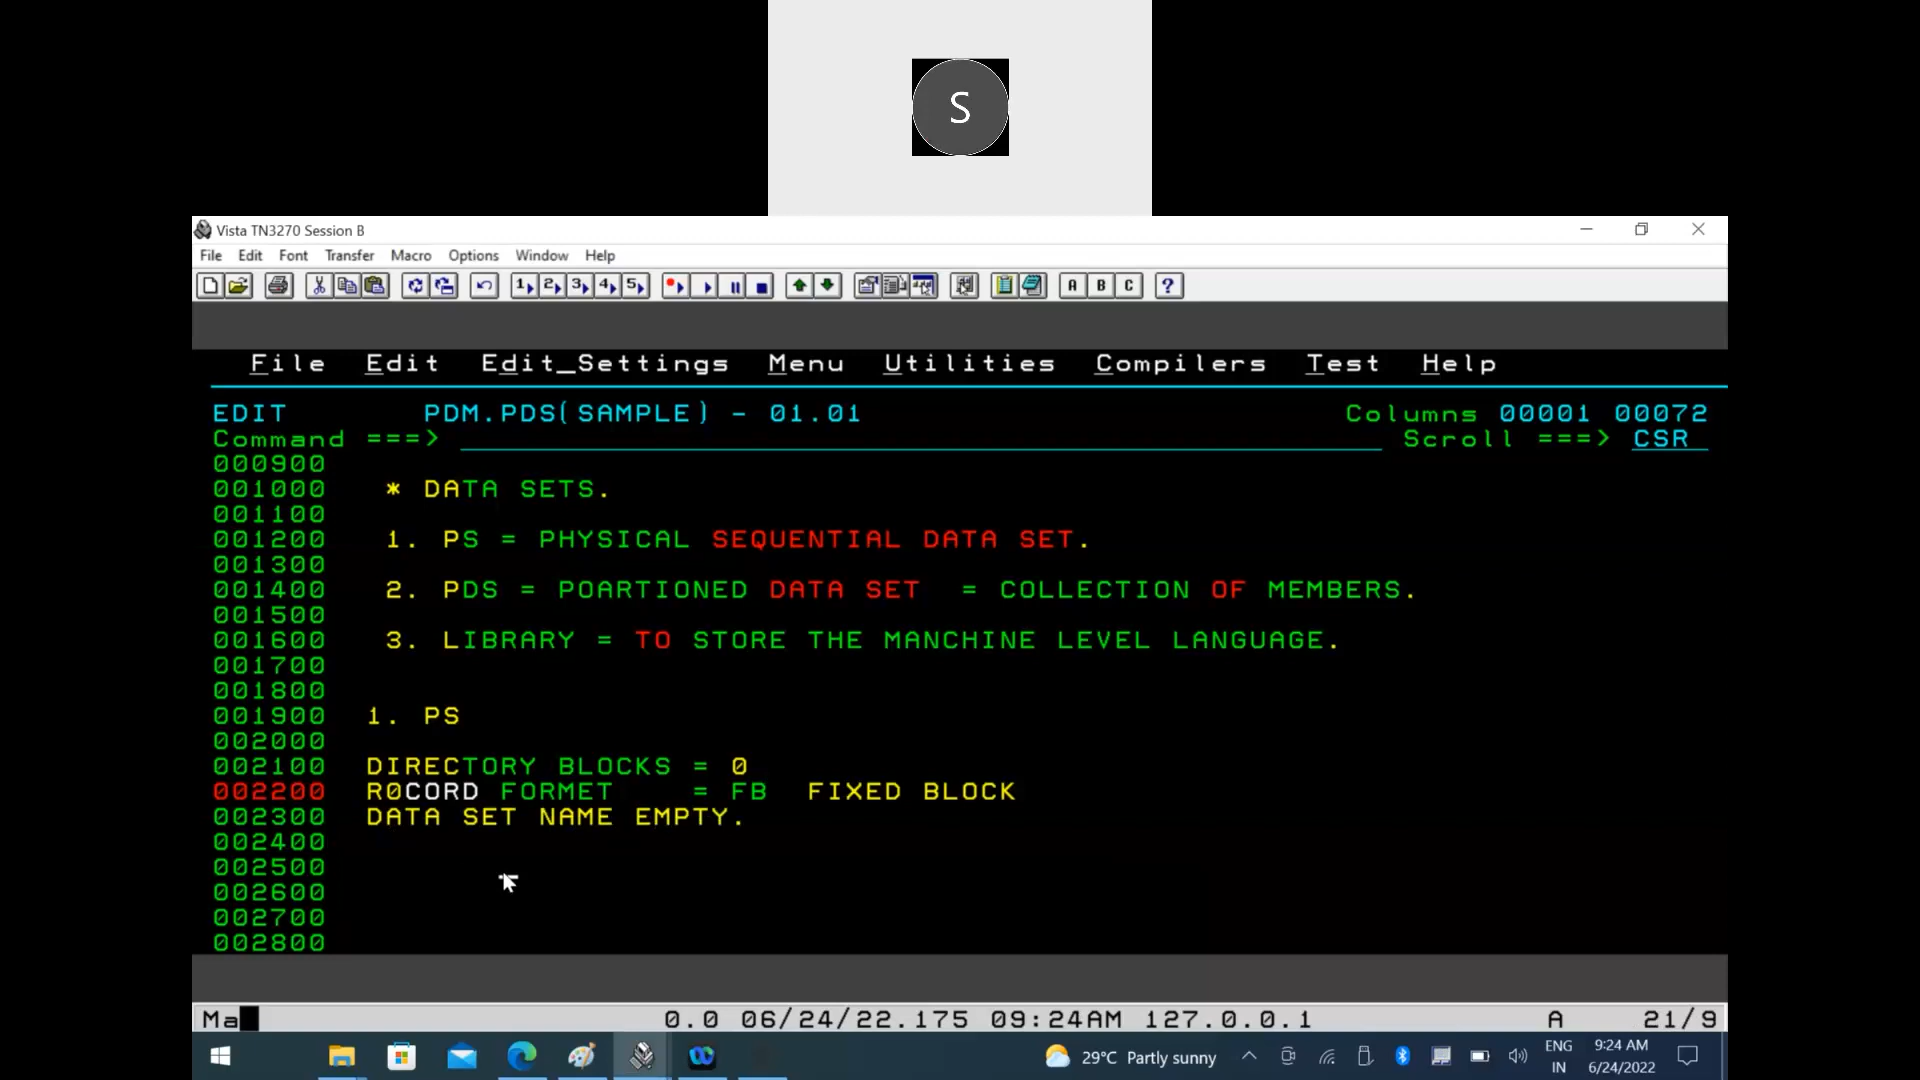 S
Vista TN3270 Session B
File Edit Font Transfer Macro Options Window Help
1 2 3 4 5 A B C ?
File Edit Edit_Settings Menu Utilities Compilers Test Help
EDIT PDM.PDS(SAMPLE) - 01.01 Columns 00001 00072
Command ===> Scroll ===> CSR
000900
001000 * DATA SETS.
001100
001200 1. PS = PHYSICAL SEQUENTIAL DATA SET.
001300
001400 2. PDS = POARTIONED DATA SET = COLLECTION OF MEMBERS.
001500
001600 3. LIBRARY = TO STORE THE MANCHINE LEVEL LANGUAGE.
001700
001800
001900 1. PS
002000
002100 DIRECTORY BLOCKS = 0
002200 R0CORD FORMET = FB FIXED BLOCK
002300 DATA SET NAME EMPTY.
002400
002500
002600
002700
002800
Ma 0.0 06/24/22.175 09:24AM 127.0.0.1 A 21/9
29°C Partly sunny ENG IN 9:24 AM 6/24/2022